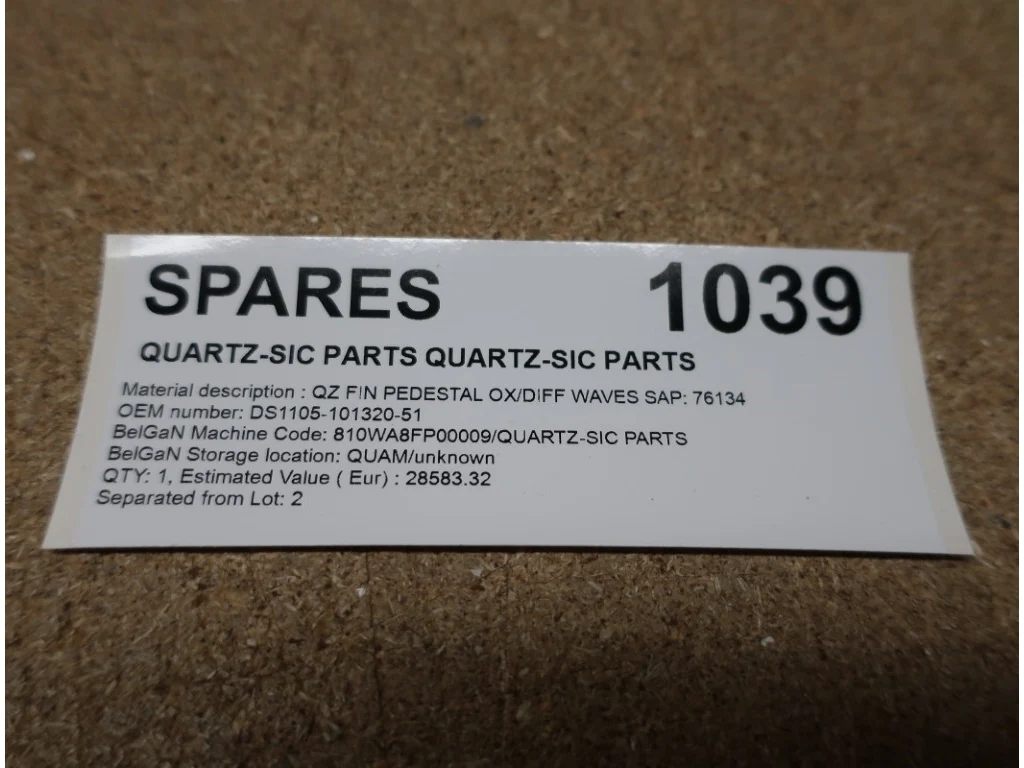 SPARES 1039
QUARTZ-SIC PARTS QUARTZ-SIC PARTS
Material description : QZ FIN PEDESTAL OX/DIFF WAVES SAP: 76134
OEM number: DS1105-101320-51
BelGaN Machine Code: 810WA8FP00009/QUARTZ-SIC PARTS
BelGaN Storage location: QUAM/unknown
QTY: 1, Estimated Value ( Eur) : 28583.32
Separated from Lot: 2